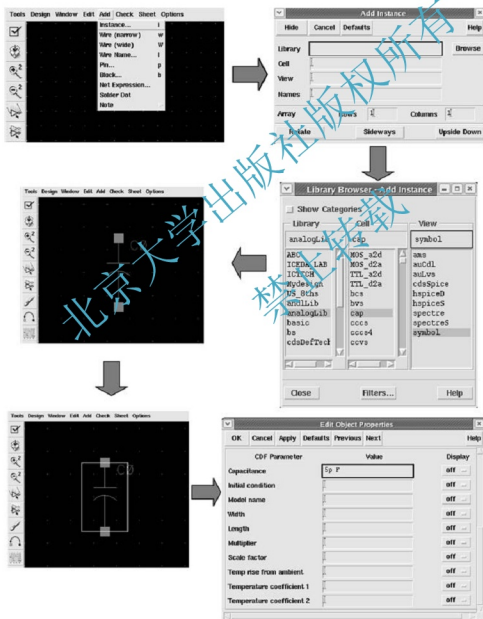 Tools Design Window Edit Add Check Sheet Options
Instance... i
Wire (narrow) w
Wire (wide) W
Wire Name... l
Pin... p
Block... b
Net Expression...
Solder Dot
Note
Add Instance
Hide Cancel Defaults Help
Library Browse
Cell
View
Names
Array Rows 1 Columns 1
Rotate Sideways Upside Down
Tools Design Window Edit Add Check Sheet Options
C0
Library Browser - Add Instance
Show Categories
Library Cell View
analogLib cap symbol
ABC
ICEDA_LAB
ICTECH
Mydesign
US_8ths
analogLib
basic
bs
cdsDefTech
MOS_a2d
MOS_d2a
TTL_a2d
TTL_d2a
bcs
bvs
cap
cccs
cccs4
ccvs
ams
auCdl
auLvs
cdsSpice
hspiceD
hspiceS
spectre
spectreS
symbol
Close Filters... Help
Tools Design Window Edit Add Check Sheet Options
C0
Edit Object Properties
OK Cancel Apply Defaults Previous Next Help
CDF Parameter Value Display
Capacitance 5p F off
Initial condition off
Model name off
Width off
Length off
Multiplier off
Scale factor off
Temp rise from ambient off
Temperature coefficient 1 off
Temperature coefficient 2 off
北京大学出版社版权所有
禁止转载